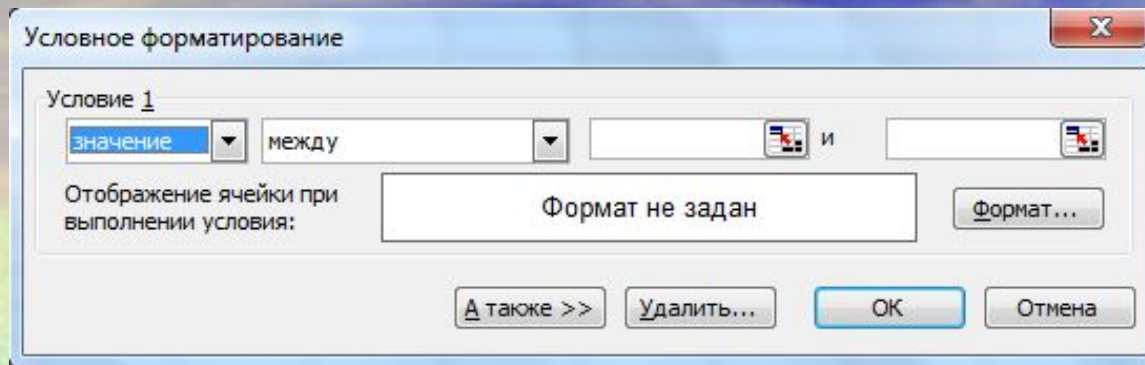 Условное форматирование
Условие 1
значение между и
Отображение ячейки при
выполнении условия:
Формат не задан
Формат...
А также >> Удалить... ОК Отмена